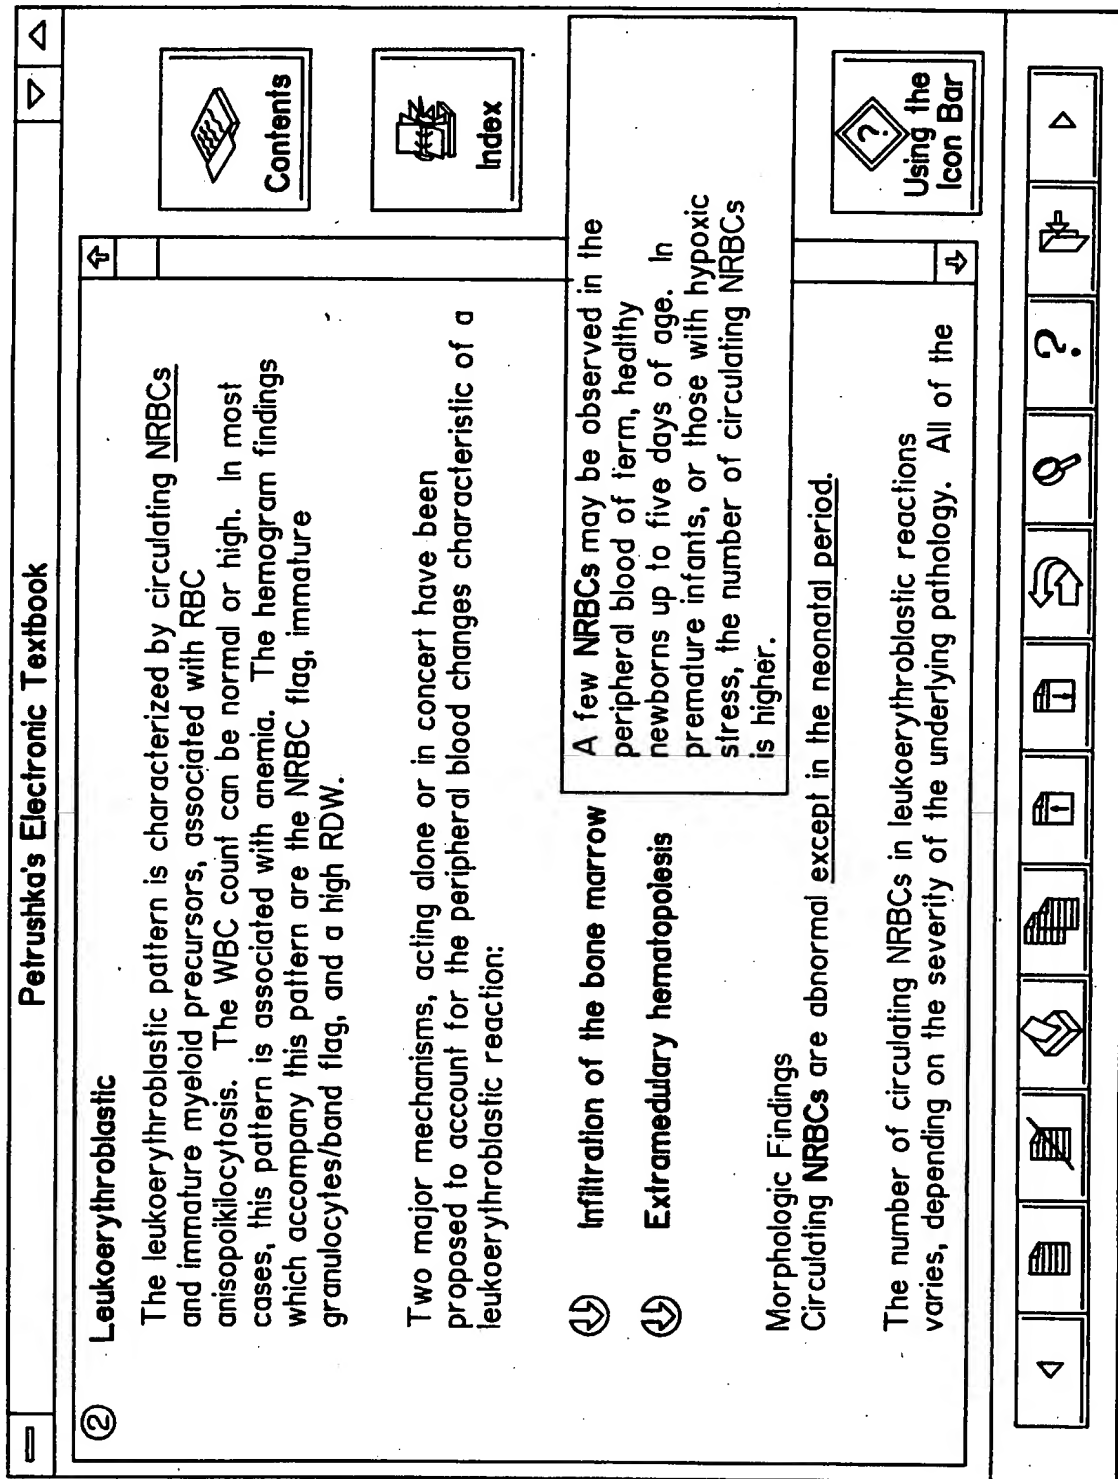 Petrushka's Electronic Textbook
② Leukoerythroblastic
The leukoerythroblastic pattern is characterized by circulating NRBCs
and immature myeloid precursors, associated with RBC
anisopolkilocytosis. The WBC count can be normal or high. In most
cases, this pattern is associated with anemia. The hemogram findings
which accompany this pattern are the NRBC flag, immature
granulocytes/band flag, and a high RDW.
Two major mechanisms, acting alone or in concert have been
proposed to account for the peripheral blood changes characteristic of a
leukoerythroblastic reaction:
Infiltration of the bone marrow
Extramedulary hematopolesis
A few NRBCs may be observed in the
peripheral blood of term, healthy
newborns up to five days of age. In
premature infants, or those with hypoxic
stress, the number of circulating NRBCs
is higher.
Morphologic Findings
Circulating NRBCs are abnormal except in the neonatal period.
The number of circulating NRBCs in leukoerythroblastic reactions
varies, depending on the severity of the underlying pathology. All of the
Contents
Index
?
Using the
Icon Bar
?